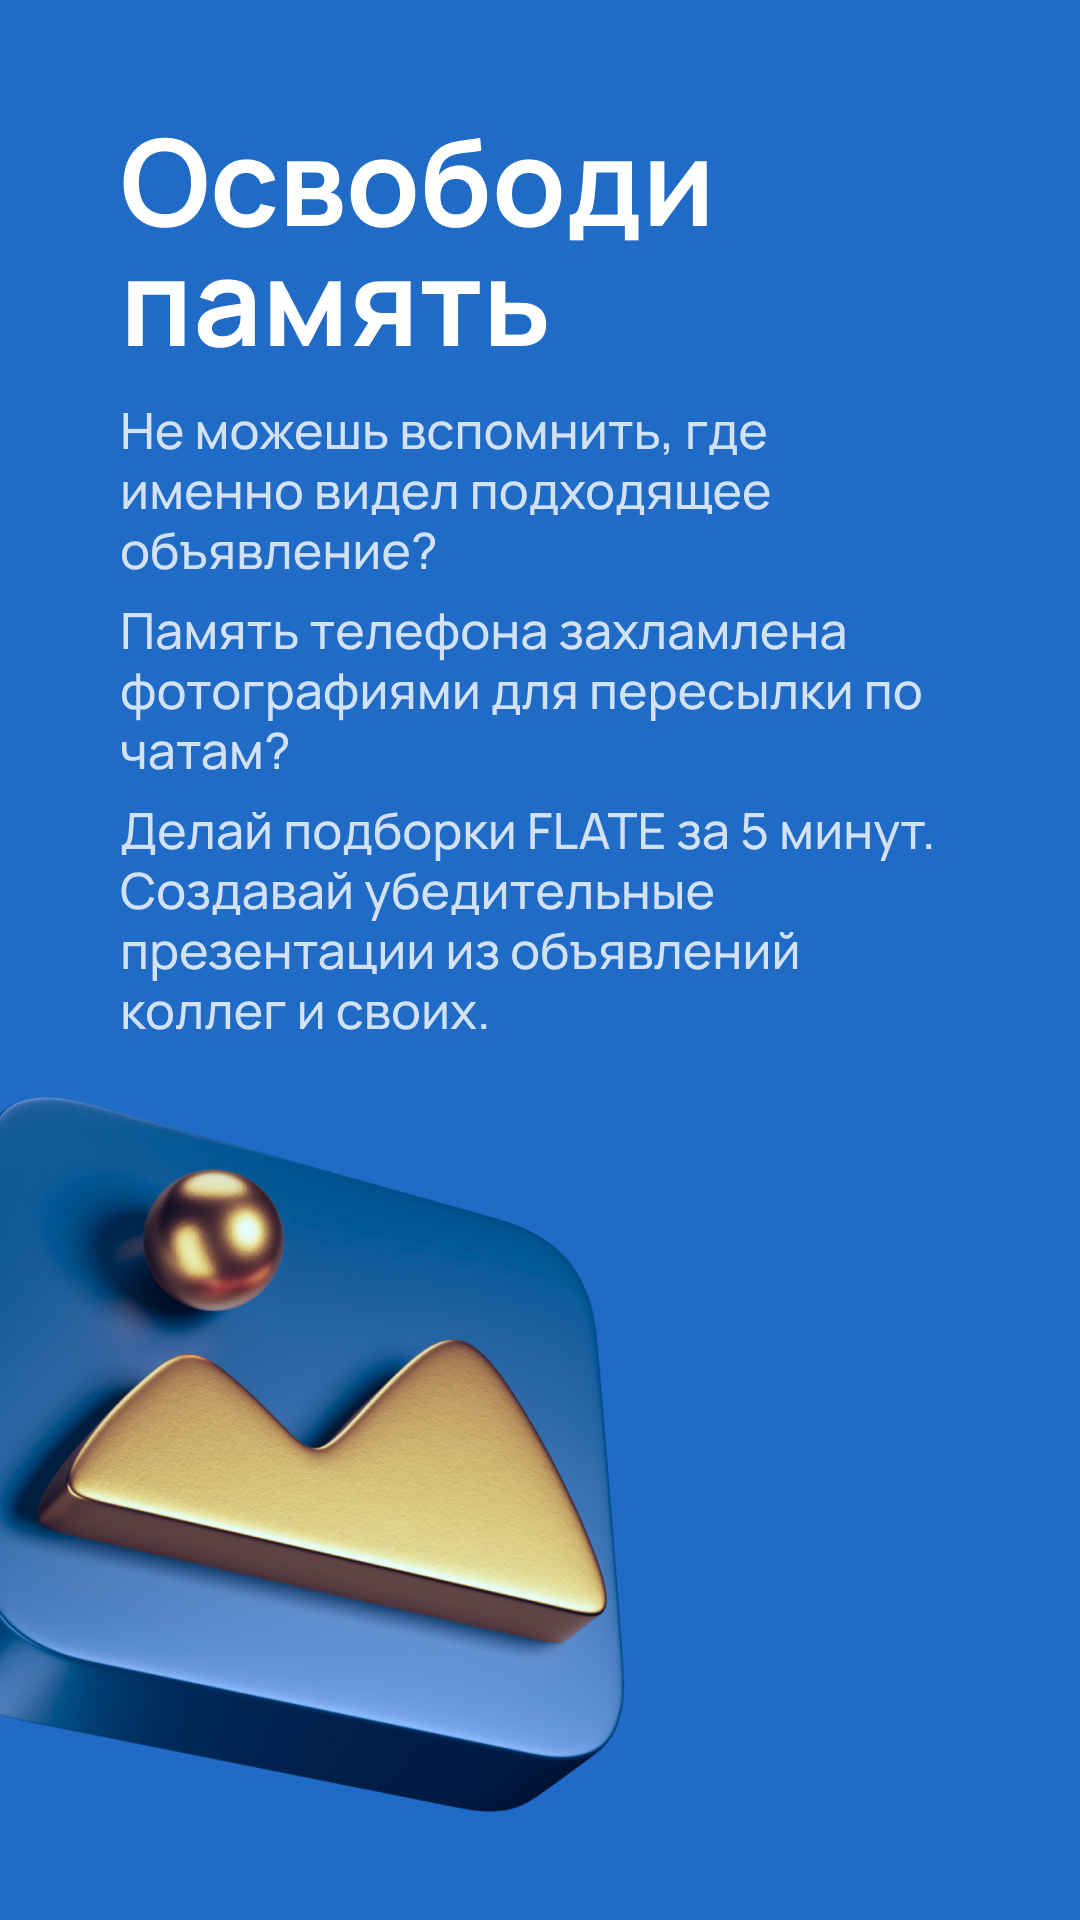 Освободи
память
Не можешь вспомнить, где
именно видел подходящее
объявление?
Память телефона захламлена
фотографиями для пересылки по
чатам?
Делай подборки FLATE за 5 минут.
Создавай убедительные
презентации из объявлений
коллег и своих.